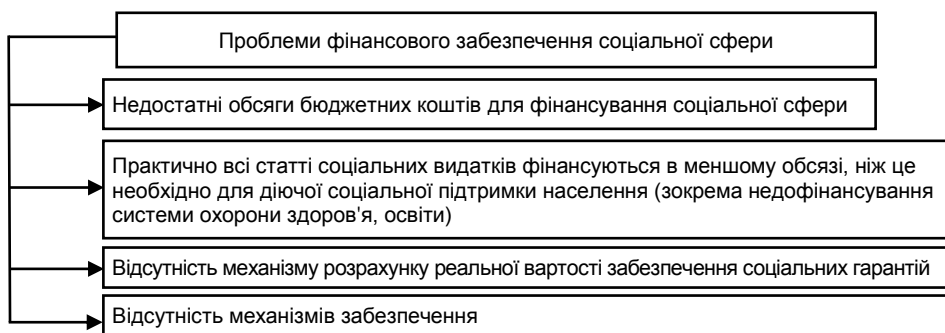 Проблеми фінансового забезпечення соціальної сфери
Недостатні обсяги бюджетних коштів для фінансування соціальної сфери
Практично всі статті соціальних видатків фінансуються в меншому обсязі, ніж це
необхідно для діючої соціальної підтримки населення (зокрема недофінансування
системи охорони здоров'я, освіти)
Відсутність механізму розрахунку реальної вартості забезпечення соціальних гарантій
Відсутність механізмів забезпечення